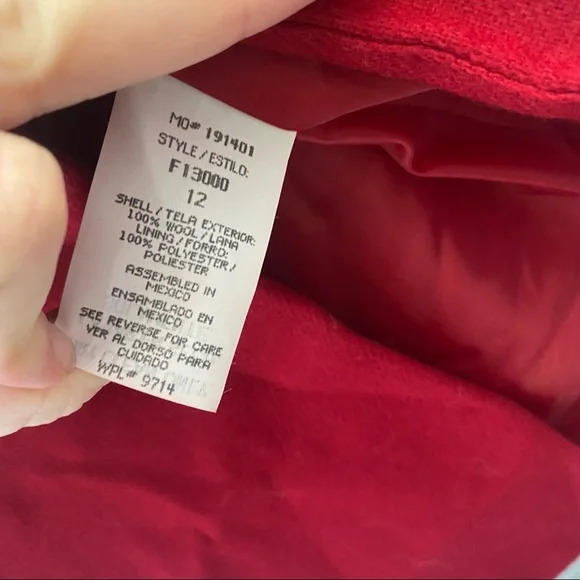 MO# 191401
STYLE/ESTILO:
F13000
12
SHELL/TELA EXTERIOR:
100% WOOL/LANA
LINING/FORRO:
100% POLYESTER/
POLIESTER
ASSEMBLED IN
MEXICO
ENSAMBLADO EN
MEXICO
SEE REVERSE FOR CARE
VER AL DORSO PARA
CUIDADO
WPL# 9714